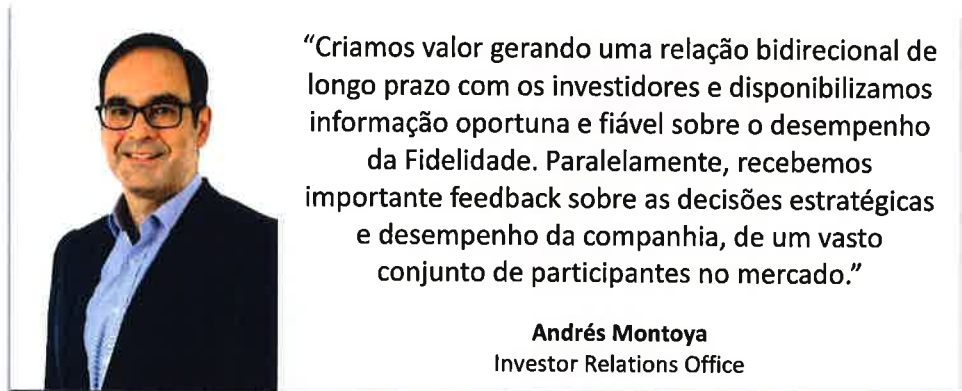 “Criamos valor gerando uma relação bidirecional de
longo prazo com os investidores e disponibilizamos
informação oportuna e fiável sobre o desempenho
da Fidelidade. Paralelamente, recebemos
importante feedback sobre as decisões estratégicas
e desempenho da companhia, de um vasto
conjunto de participantes no mercado.”
Andrés Montoya
Investor Relations Office